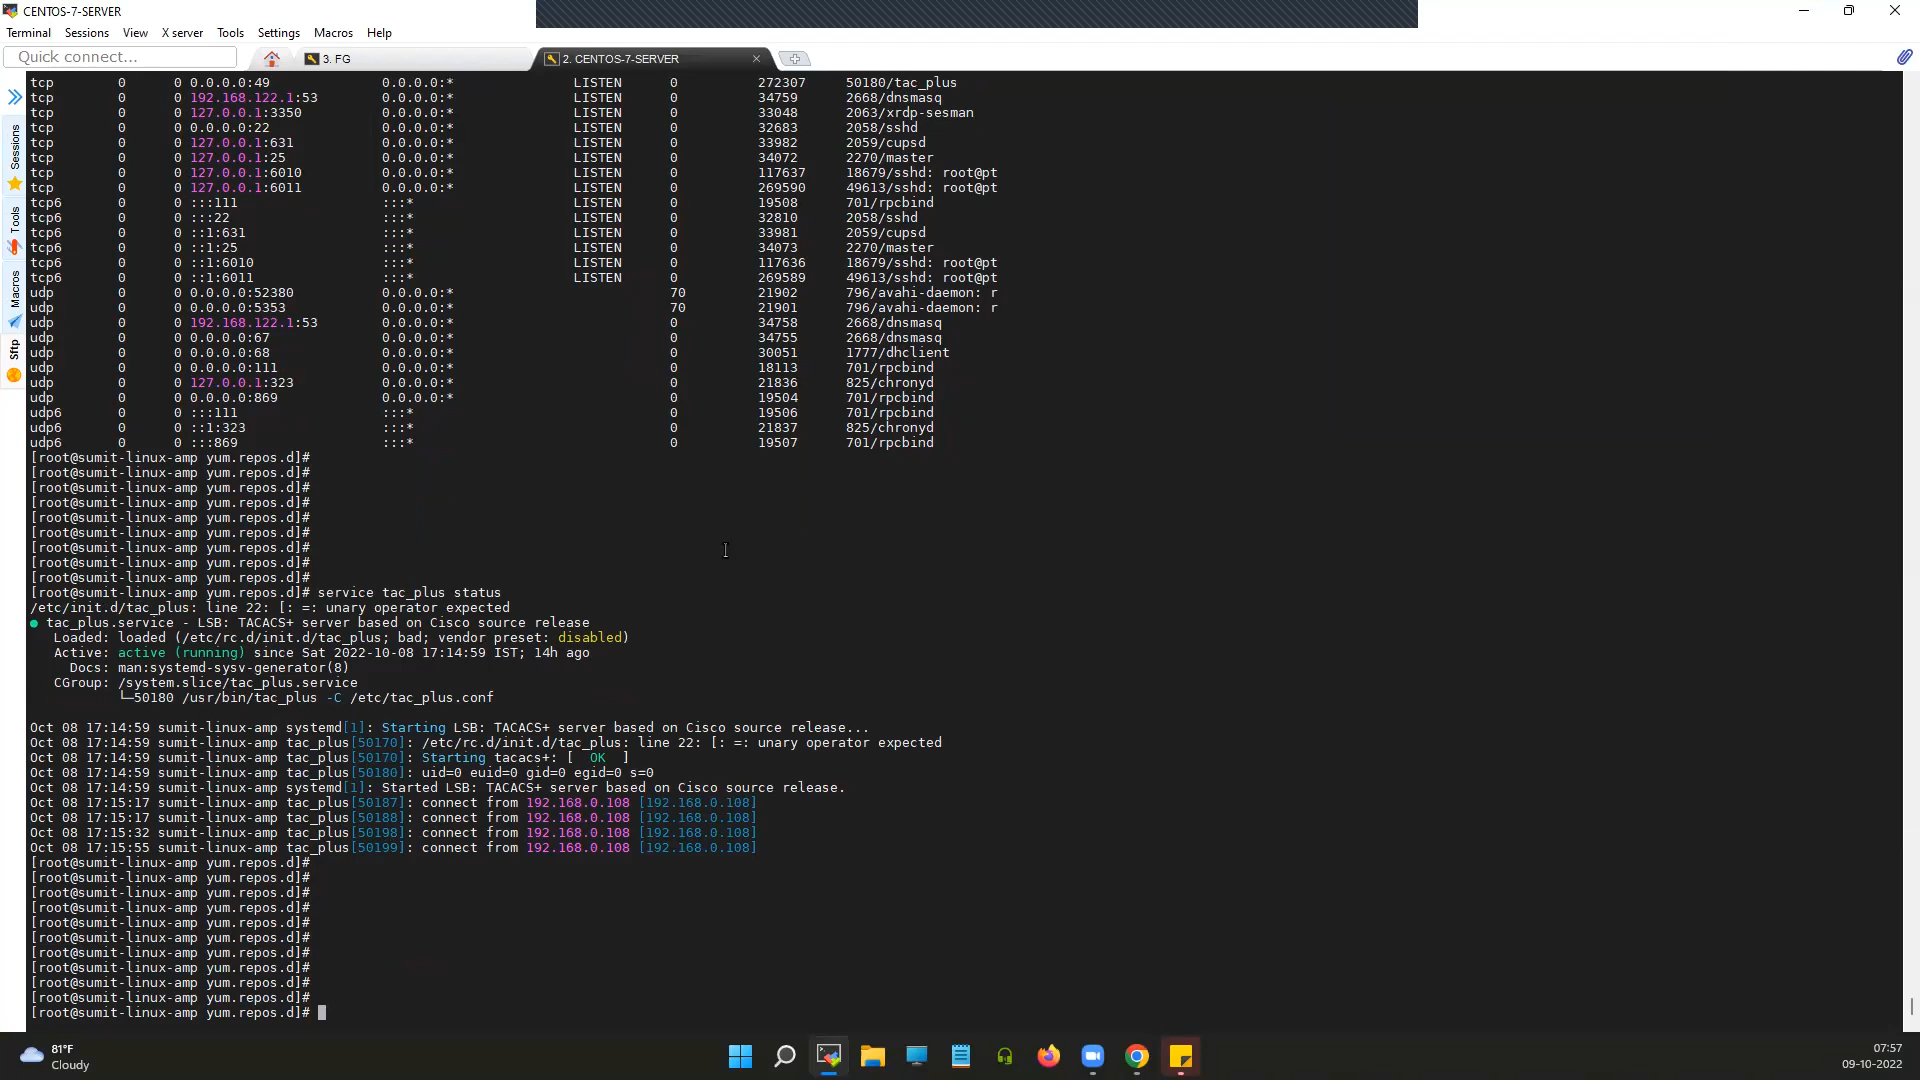 CENTOS-7-SERVER
Terminal Sessions View X server Tools Settings Macros Help
Quick connect... 3. FG 2. CENTOS-7-SERVER
Sessions
Tools
Macros
Sftp
tcp 0 0 0.0.0.0:49 0.0.0.0:* LISTEN 0 272307 50180/tac_plus
tcp 0 0 192.168.122.1:53 0.0.0.0:* LISTEN 0 34759 2668/dnsmasq
tcp 0 0 127.0.0.1:3350 0.0.0.0:* LISTEN 0 33048 2063/xrdp-sesman
tcp 0 0 0.0.0.0:22 0.0.0.0:* LISTEN 0 32683 2058/sshd
tcp 0 0 127.0.0.1:631 0.0.0.0:* LISTEN 0 33982 2059/cupsd
tcp 0 0 127.0.0.1:25 0.0.0.0:* LISTEN 0 34072 2270/master
tcp 0 0 127.0.0.1:6010 0.0.0.0:* LISTEN 0 117637 18679/sshd: root@pt
tcp 0 0 127.0.0.1:6011 0.0.0.0:* LISTEN 0 269590 49613/sshd: root@pt
tcp6 0 0 :::111 :::* LISTEN 0 19508 701/rpcbind
tcp6 0 0 :::22 :::* LISTEN 0 32810 2058/sshd
tcp6 0 0 ::1:631 :::* LISTEN 0 33981 2059/cupsd
tcp6 0 0 ::1:25 :::* LISTEN 0 34073 2270/master
tcp6 0 0 ::1:6010 :::* LISTEN 0 117636 18679/sshd: root@pt
tcp6 0 0 ::1:6011 :::* LISTEN 0 269589 49613/sshd: root@pt
udp 0 0 0.0.0.0:52380 0.0.0.0:* 70 21902 796/avahi-daemon: r
udp 0 0 0.0.0.0:5353 0.0.0.0:* 70 21901 796/avahi-daemon: r
udp 0 0 192.168.122.1:53 0.0.0.0:* 0 34758 2668/dnsmasq
udp 0 0 0.0.0.0:67 0.0.0.0:* 0 34755 2668/dnsmasq
udp 0 0 0.0.0.0:68 0.0.0.0:* 0 30051 1777/dhclient
udp 0 0 0.0.0.0:111 0.0.0.0:* 0 18113 701/rpcbind
udp 0 0 127.0.0.1:323 0.0.0.0:* 0 21836 825/chronyd
udp 0 0 0.0.0.0:869 0.0.0.0:* 0 19504 701/rpcbind
udp6 0 0 :::111 :::* 0 19506 701/rpcbind
udp6 0 0 ::1:323 :::* 0 21837 825/chronyd
udp6 0 0 :::869 :::* 0 19507 701/rpcbind
[root@sumit-linux-amp yum.repos.d]#
[root@sumit-linux-amp yum.repos.d]#
[root@sumit-linux-amp yum.repos.d]#
[root@sumit-linux-amp yum.repos.d]#
[root@sumit-linux-amp yum.repos.d]#
[root@sumit-linux-amp yum.repos.d]#
[root@sumit-linux-amp yum.repos.d]#
[root@sumit-linux-amp yum.repos.d]#
[root@sumit-linux-amp yum.repos.d]#
[root@sumit-linux-amp yum.repos.d]# service tac_plus status
/etc/init.d/tac_plus: line 22: [: =: unary operator expected
● tac_plus.service - LSB: TACACS+ server based on Cisco source release
Loaded: loaded (/etc/rc.d/init.d/tac_plus; bad; vendor preset: disabled)
Active: active (running) since Sat 2022-10-08 17:14:59 IST; 14h ago
Docs: man:systemd-sysv-generator(8)
CGroup: /system.slice/tac_plus.service
└─50180 /usr/bin/tac_plus -C /etc/tac_plus.conf
Oct 08 17:14:59 sumit-linux-amp systemd[1]: Starting LSB: TACACS+ server based on Cisco source release...
Oct 08 17:14:59 sumit-linux-amp tac_plus[50170]: /etc/rc.d/init.d/tac_plus: line 22: [: =: unary operator expected
Oct 08 17:14:59 sumit-linux-amp tac_plus[50170]: Starting tacacs+: [ OK ]
Oct 08 17:14:59 sumit-linux-amp tac_plus[50180]: uid=0 euid=0 gid=0 egid=0 s=0
Oct 08 17:14:59 sumit-linux-amp systemd[1]: Started LSB: TACACS+ server based on Cisco source release.
Oct 08 17:15:17 sumit-linux-amp tac_plus[50187]: connect from 192.168.0.108 [192.168.0.108]
Oct 08 17:15:17 sumit-linux-amp tac_plus[50188]: connect from 192.168.0.108 [192.168.0.108]
Oct 08 17:15:32 sumit-linux-amp tac_plus[50198]: connect from 192.168.0.108 [192.168.0.108]
Oct 08 17:15:55 sumit-linux-amp tac_plus[50199]: connect from 192.168.0.108 [192.168.0.108]
[root@sumit-linux-amp yum.repos.d]#
[root@sumit-linux-amp yum.repos.d]#
[root@sumit-linux-amp yum.repos.d]#
[root@sumit-linux-amp yum.repos.d]#
[root@sumit-linux-amp yum.repos.d]#
[root@sumit-linux-amp yum.repos.d]#
[root@sumit-linux-amp yum.repos.d]#
[root@sumit-linux-amp yum.repos.d]#
[root@sumit-linux-amp yum.repos.d]#
[root@sumit-linux-amp yum.repos.d]#
[root@sumit-linux-amp yum.repos.d]#
81°F
Cloudy
07:57
09-10-2022